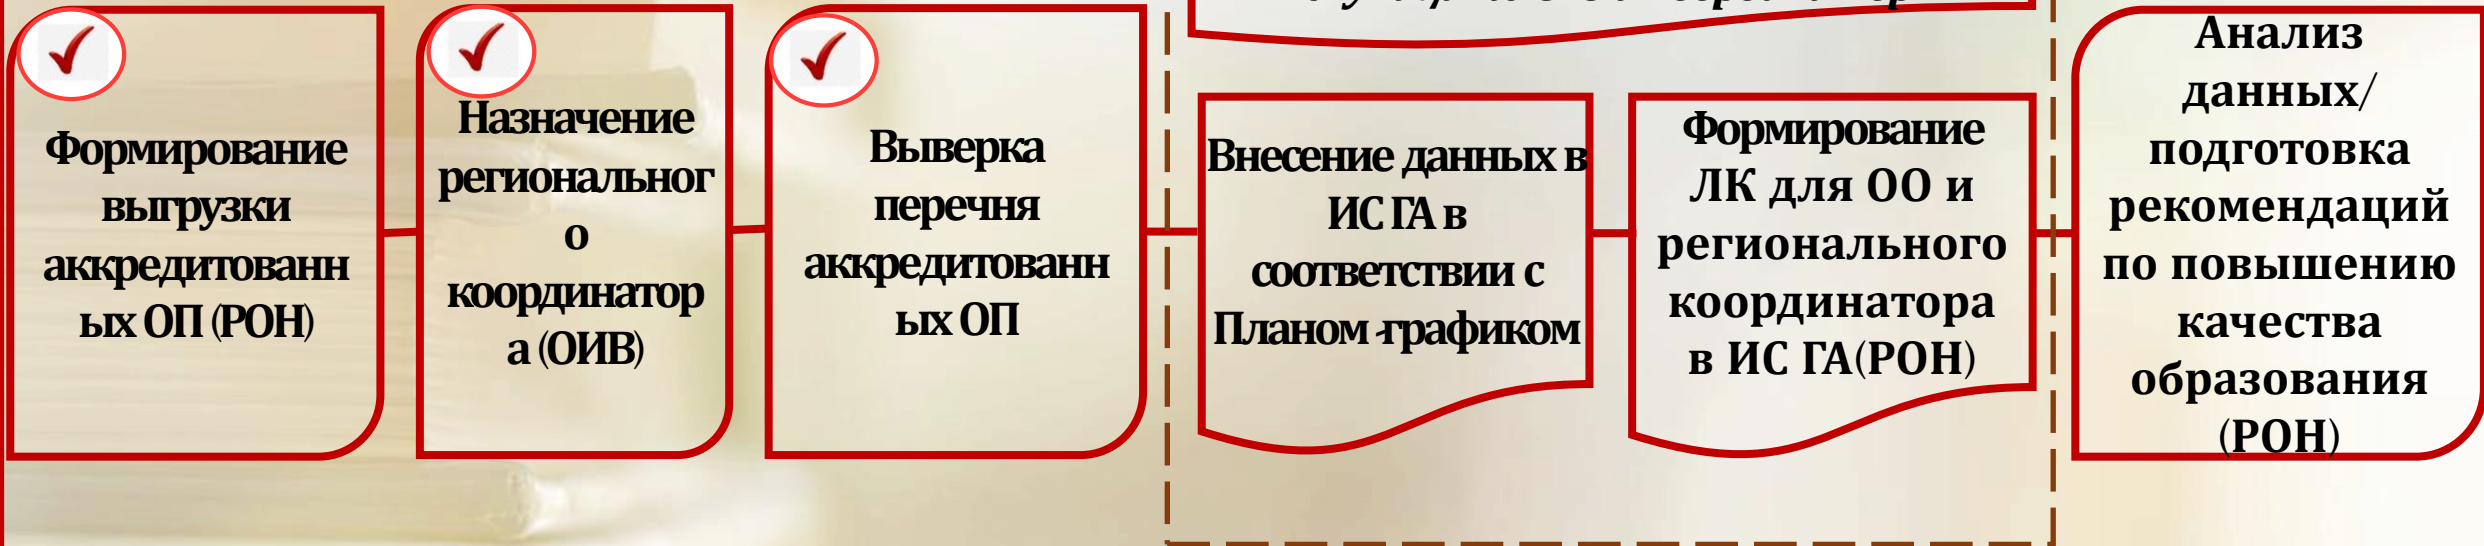 Формирование
выгрузки
аккредитованн
ых ОП (РОН)
Назначение
региональног
о
координатор
а (ОИВ)
Выверка
перечня
аккредитованн
ых ОП
Внесение данных в
ИС ГА в
соответствии с
Планом-графиком
Формирование
ЛК для ОО и
регионального
координатора
в ИС ГА(РОН)
Анализ
данных/
подготовка
рекомендаций
по повышению
качества
образования
(РОН)